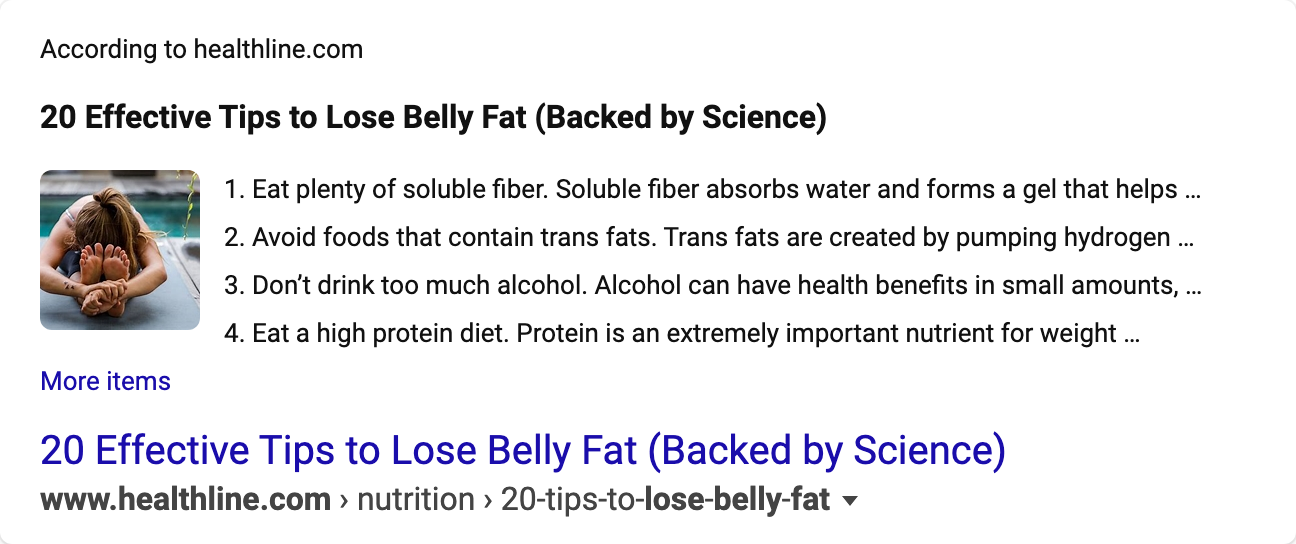 According to healthline.com
20 Effective Tips to Lose Belly Fat (Backed by Science)
1. Eat plenty of soluble fiber. Soluble fiber absorbs water and forms a gel that helps ...
2. Avoid foods that contain trans fats. Trans fats are created by pumping hydrogen ...
3. Don’t drink too much alcohol. Alcohol can have health benefits in small amounts, ...
4. Eat a high protein diet. Protein is an extremely important nutrient for weight ...
More items
20 Effective Tips to Lose Belly Fat (Backed by Science)
www.healthline.com › nutrition › 20-tips-to-lose-belly-fat